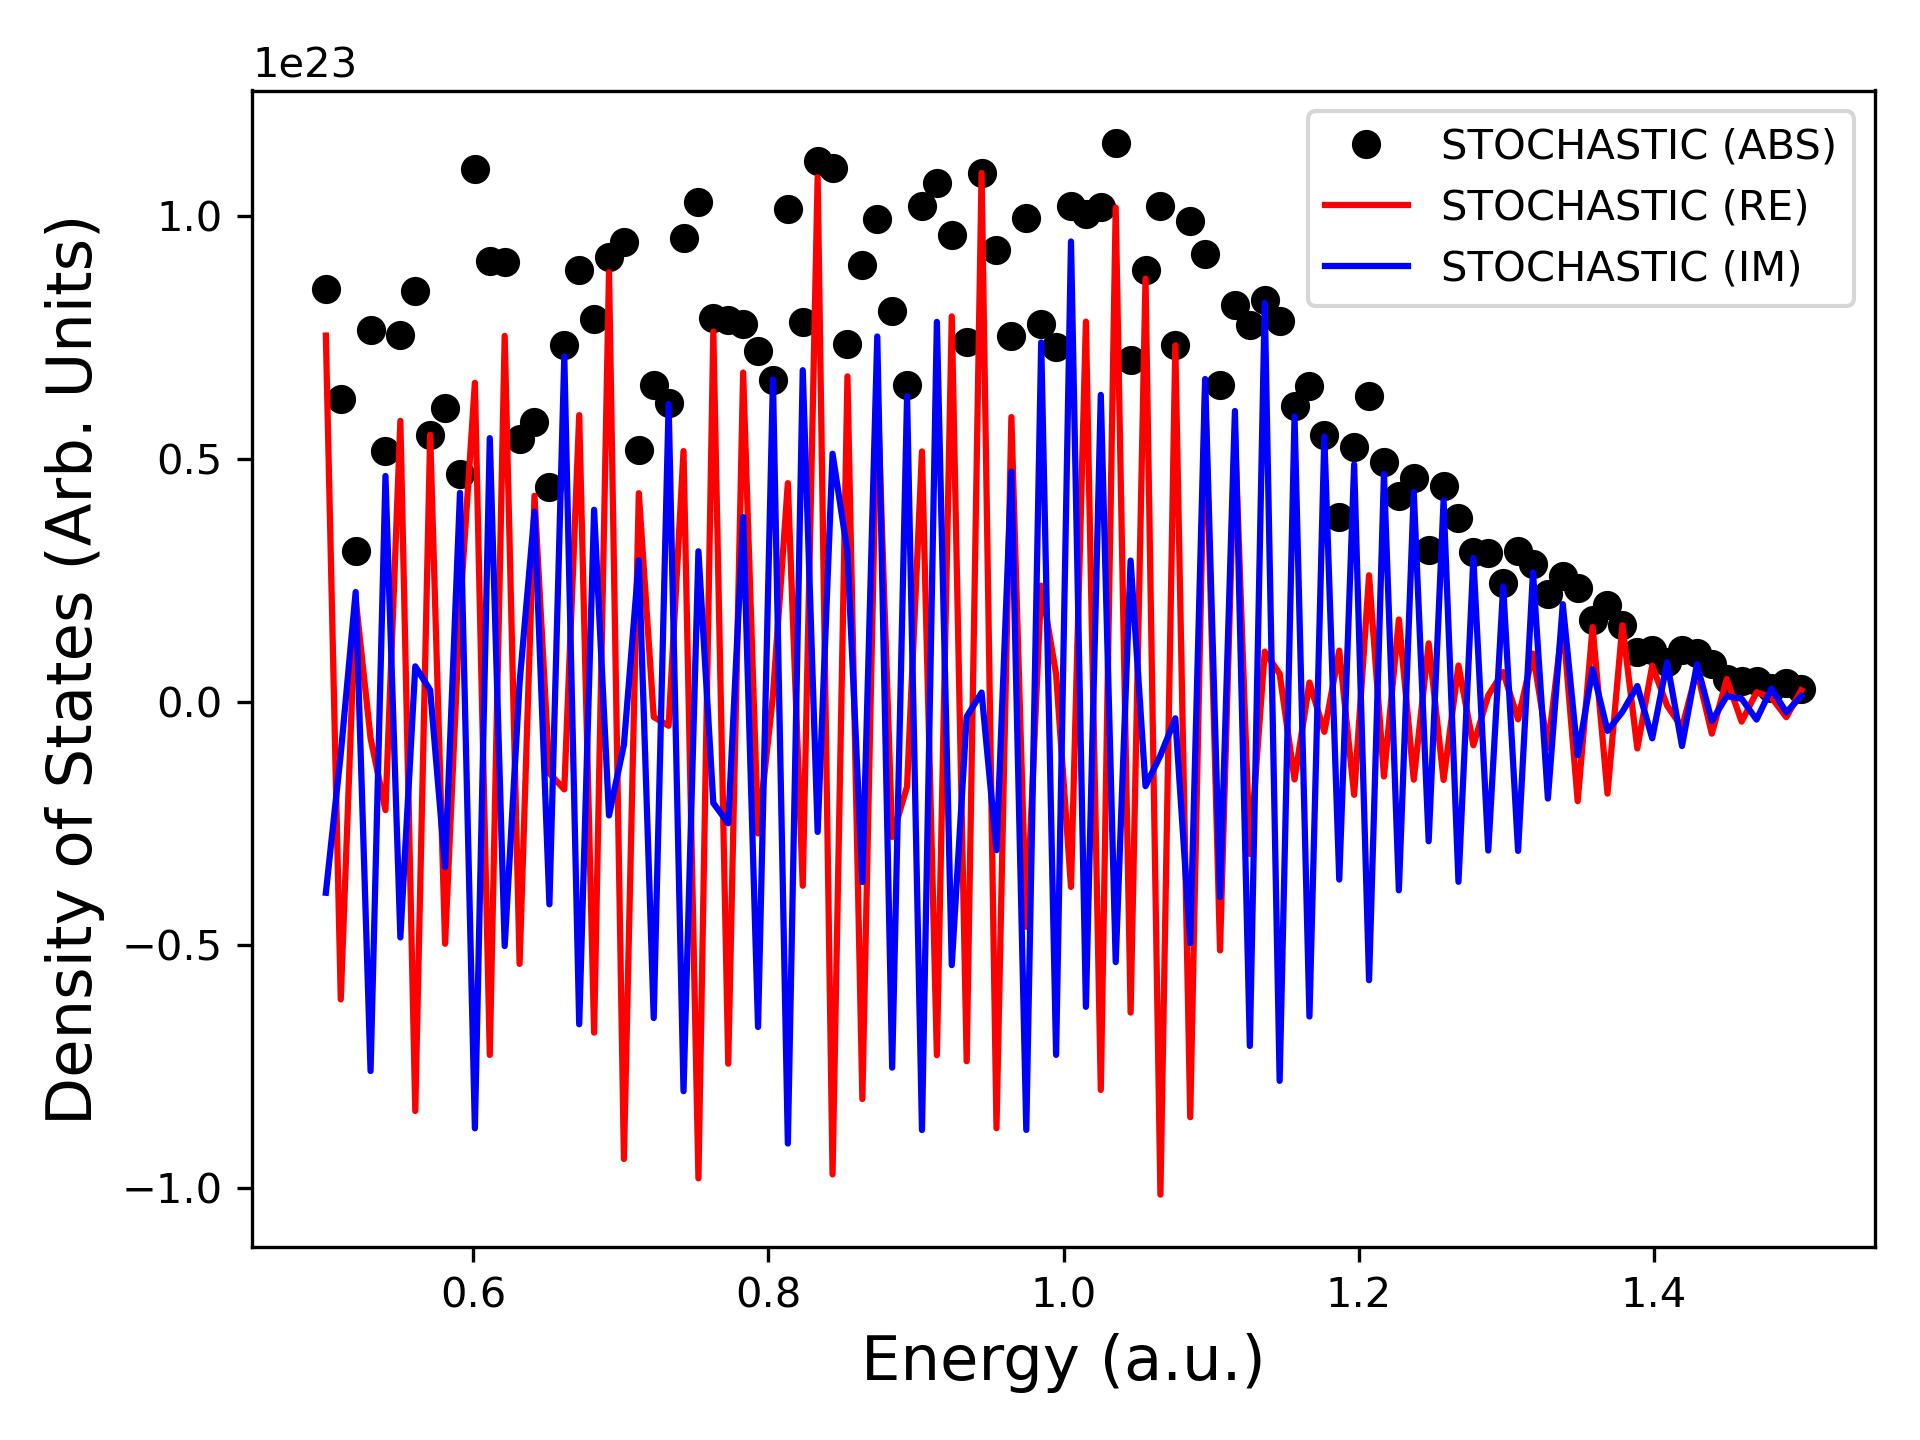 1e23
STOCHASTIC (ABS)
STOCHASTIC (RE)
STOCHASTIC (IM)
Density of States (Arb. Units)
1.0
0.5
0.0
−0.5
−1.0
0.6 0.8 1.0 1.2 1.4
Energy (a.u.)